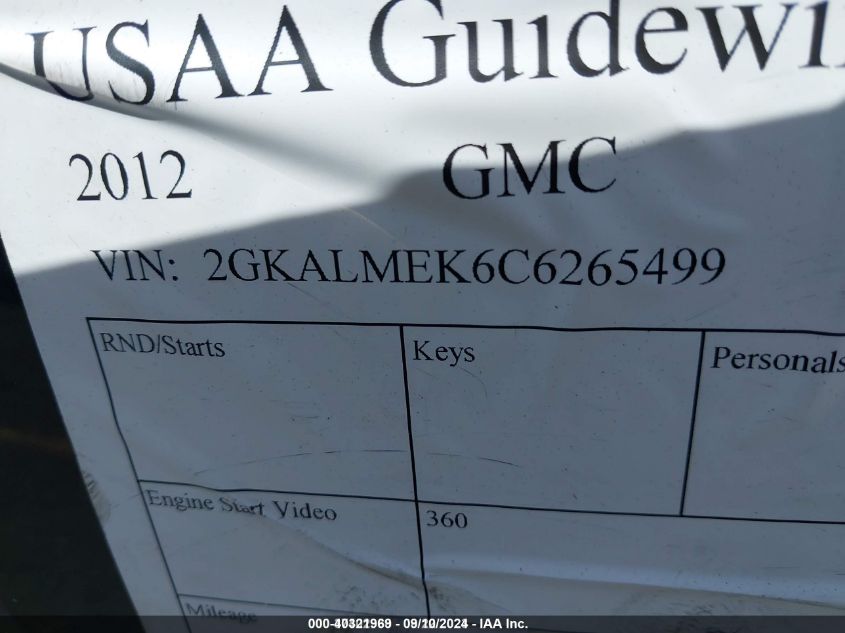 USAA Guidewi
2012 GMC
VIN: 2GKALMEK6C6265499
RND/Starts Keys Personals
Engine Start Video 360
Mileage
000-40321969 - 09/10/2024 - IAA Inc.